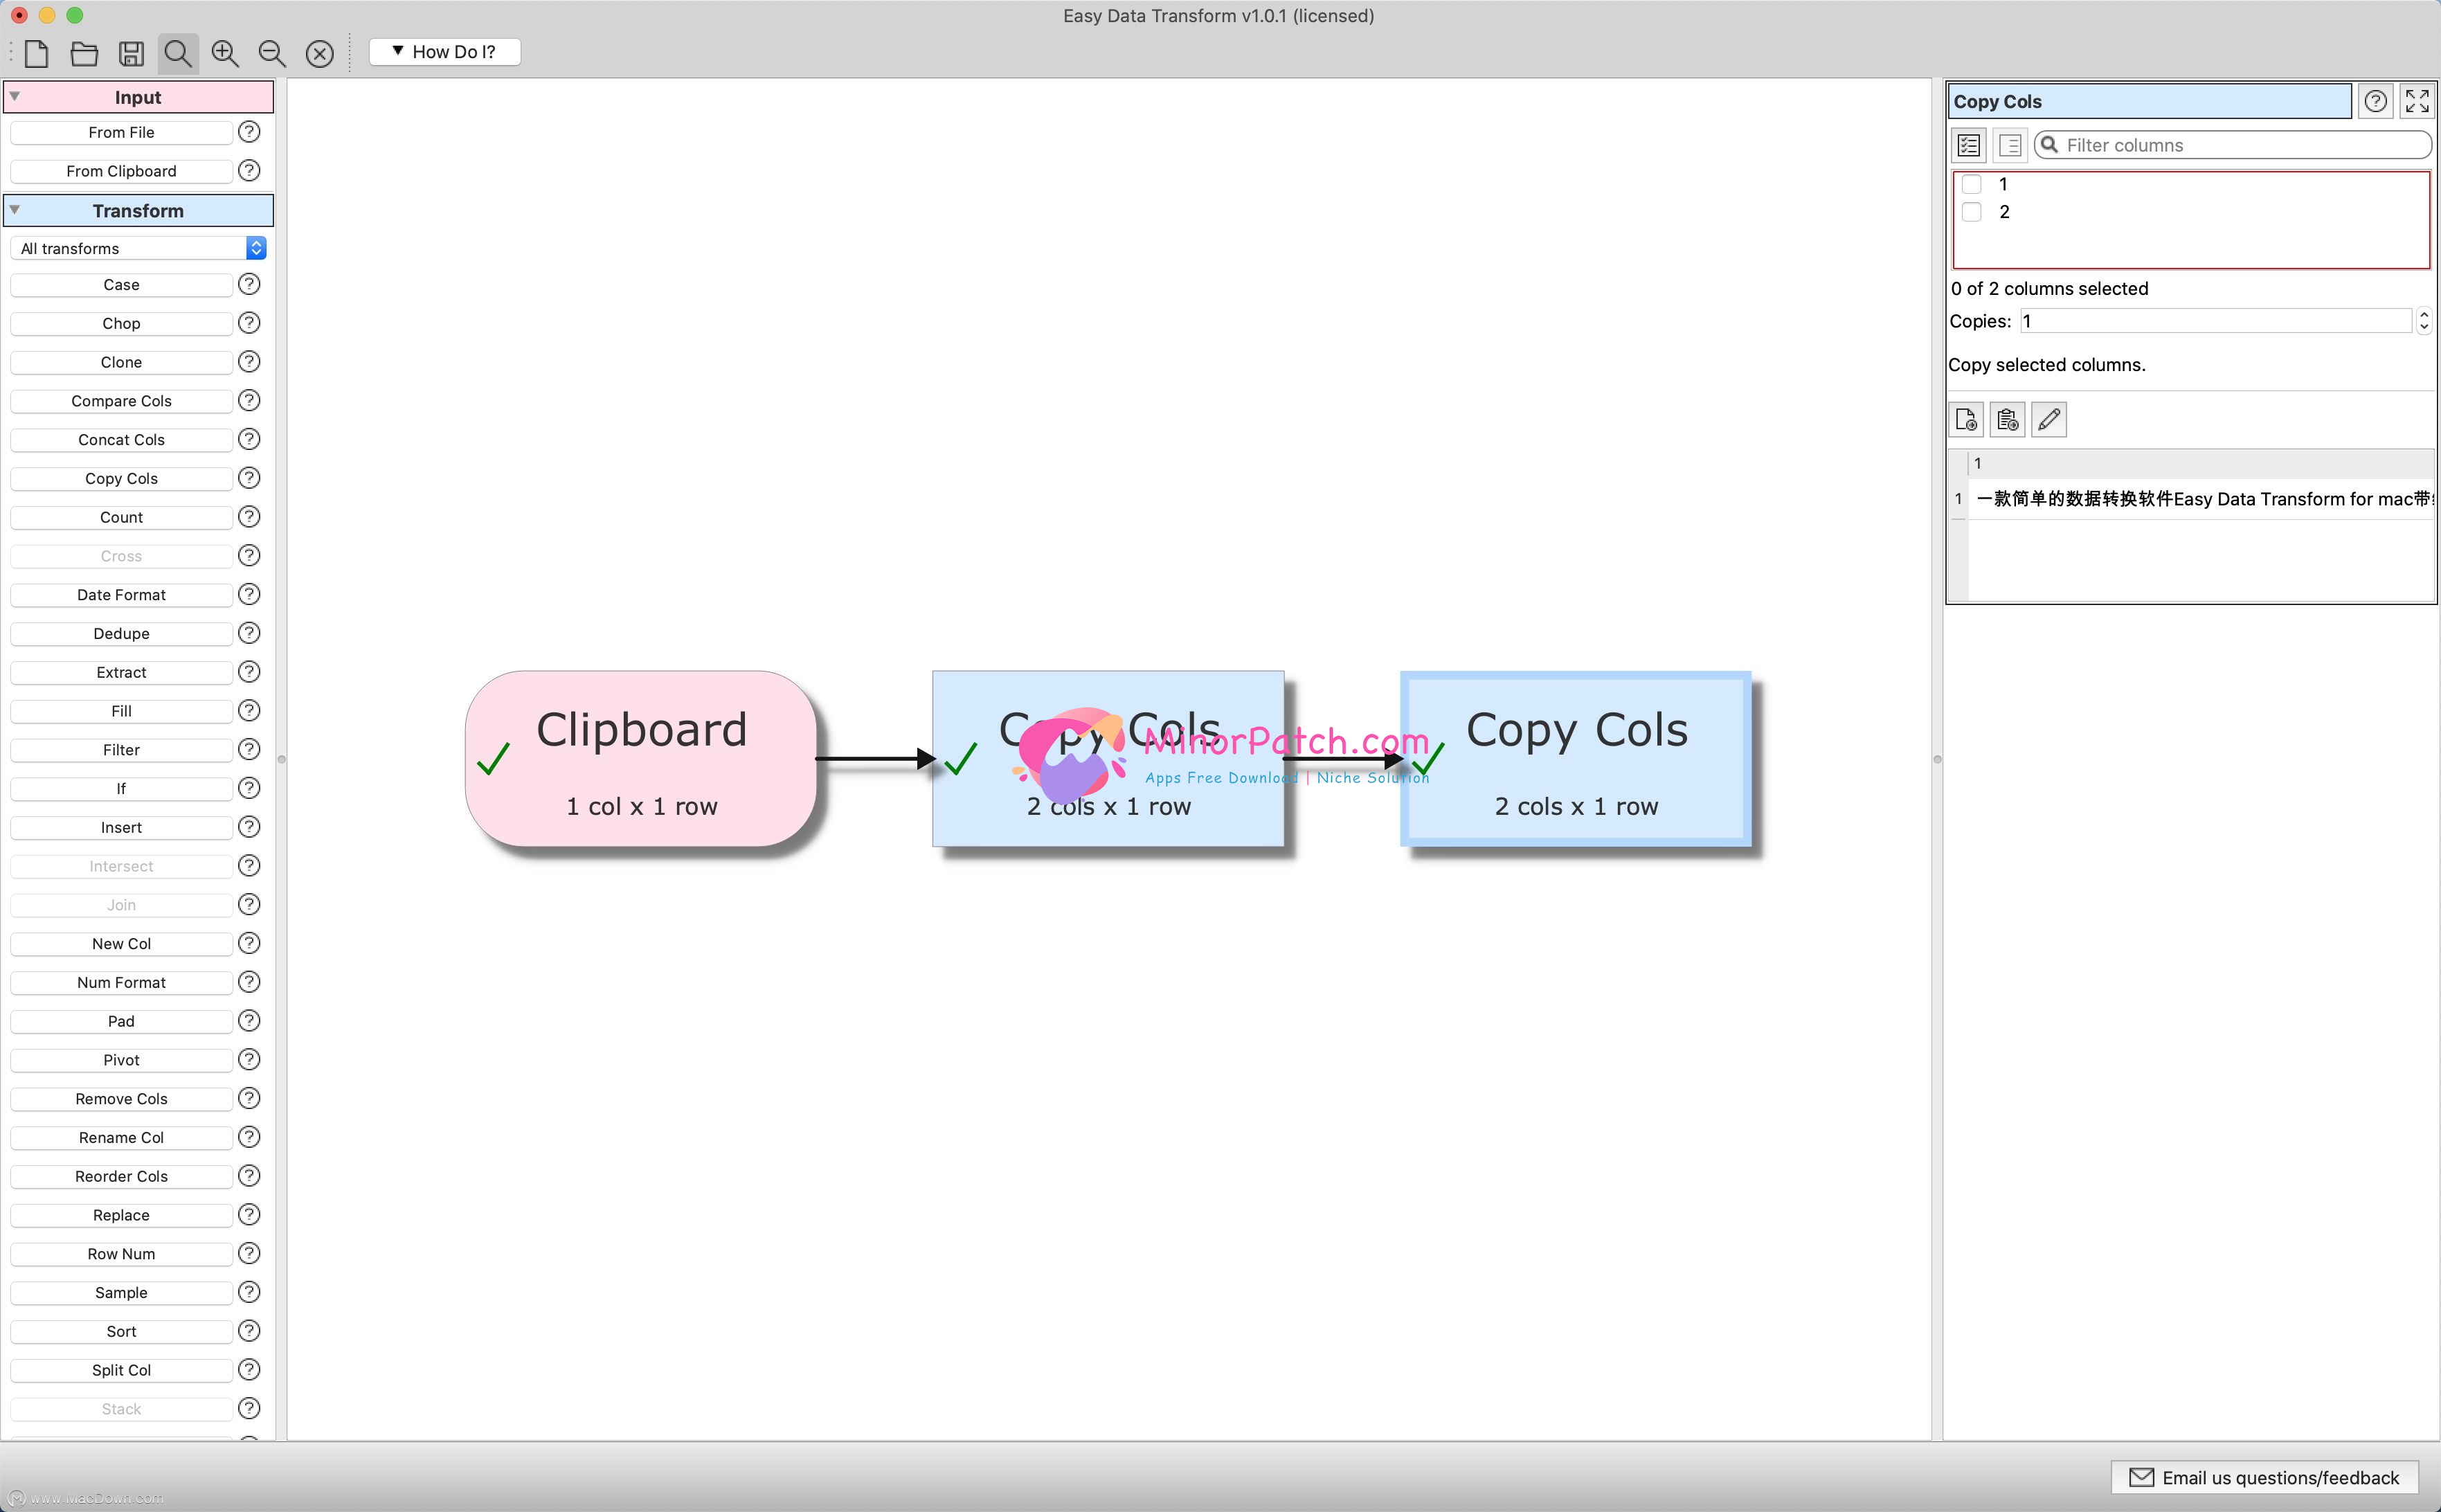 Easy Data Transform v1.0.1 (licensed)
How Do I?
Input
From File
From Clipboard
Transform
All transforms
Case
Chop
Clone
Compare Cols
Concat Cols
Copy Cols
Count
Cross
Date Format
Dedupe
Extract
Fill
Filter
If
Insert
Intersect
Join
New Col
Num Format
Pad
Pivot
Remove Cols
Rename Col
Reorder Cols
Replace
Row Num
Sample
Sort
Split Col
Stack
Clipboard
1 col x 1 row
Copy Cols
2 cols x 1 row
MinorPatch.com
Apps Free Download | Niche Solution
Copy Cols
2 cols x 1 row
Copy Cols
Filter columns
1
2
0 of 2 columns selected
Copies: 1
Copy selected columns.
1
1 一款简单的数据转换软件Easy Data Transform for mac带
Email us questions/feedback
www.MacDown.com